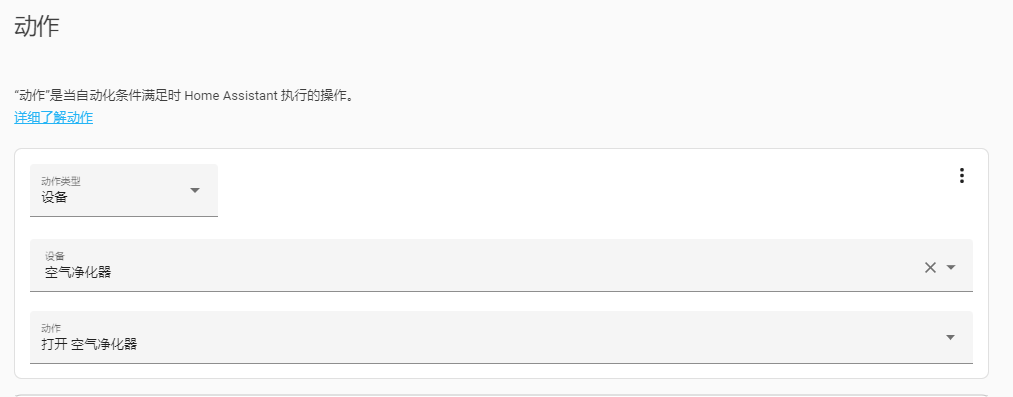 动作
“动作”是当自动化条件满足时 Home Assistant 执行的操作。
详细了解动作
动作类型
设备
设备
空气净化器
动作
打开 空气净化器